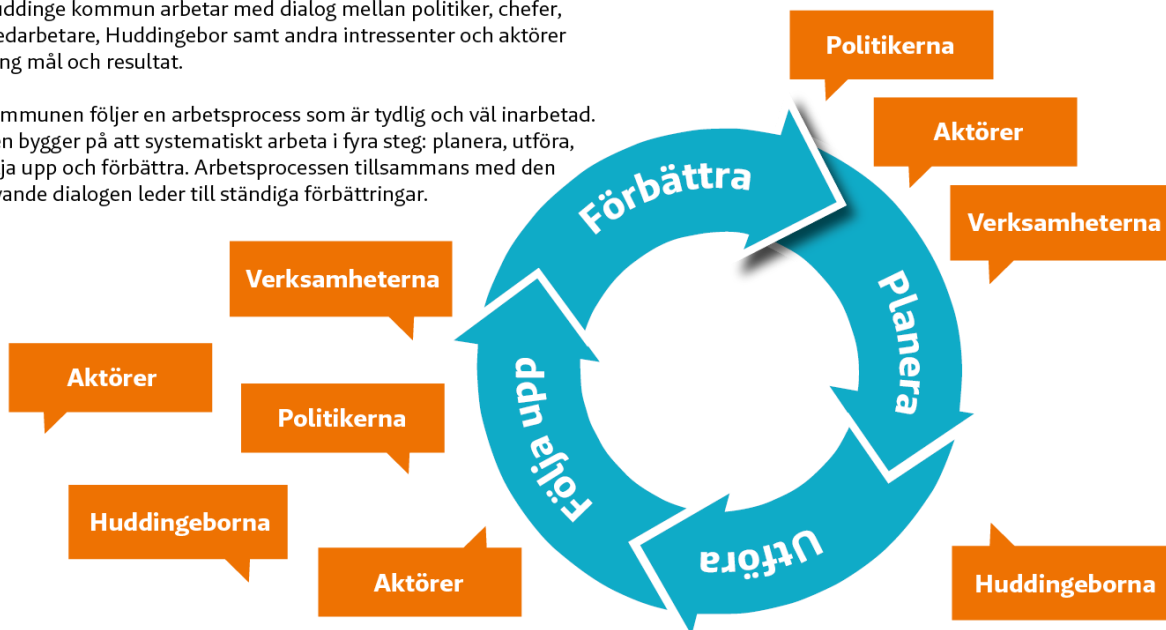 uddinge kommun arbetar med dialog mellan politiker, chefer,
edarbetare, Huddingebor samt andra intressenter och aktörer
ng mål och resultat.
mmunen följer en arbetsprocess som är tydlig och väl inarbetad.
en bygger på att systematiskt arbeta i fyra steg: planera, utföra,
ja upp och förbättra. Arbetsprocessen tillsammans med den
vande dialogen leder till ständiga förbättringar.
Politikerna
Aktörer
Verksamheterna
Förbättra
Planera
Utföra
Följa upp
Verksamheterna
Aktörer
Politikerna
Huddingeborna
Aktörer
Huddingeborna